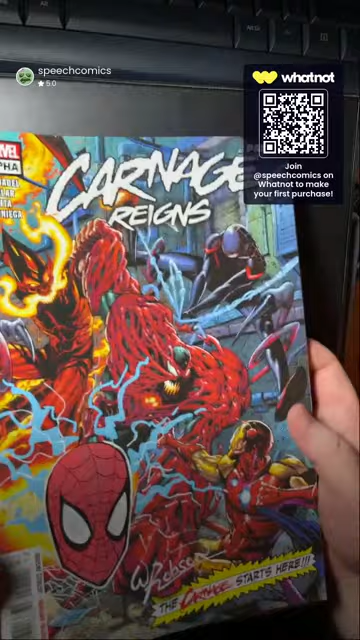 speechcomics
★ 5.0
whatnot
Join
@speechcomics on
Whatnot to make
your first purchase!
ALPHA
CARNAGE
REIGNS
THE CARNAGE STARTS HERE!!!